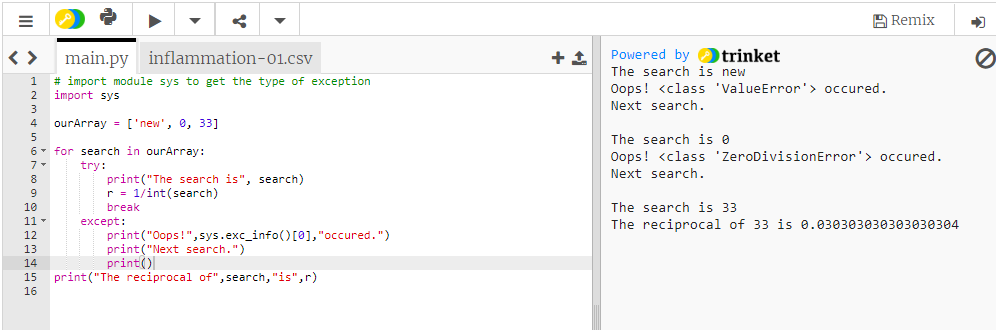 Remix
main.py inflammation-01.csv
1 # import module sys to get the type of exception
2 import sys
3
4 ourArray = ['new', 0, 33]
5
6 for search in ourArray:
7     try:
8         print("The search is", search)
9         r = 1/int(search)
10         break
11     except:
12         print("Oops!",sys.exc_info()[0],"occured.")
13         print("Next search.")
14         print()
15 print("The reciprocal of",search,"is",r)
16
Powered by trinket
The search is new
Oops! <class 'ValueError'> occured.
Next search.

The search is 0
Oops! <class 'ZeroDivisionError'> occured.
Next search.

The search is 33
The reciprocal of 33 is 0.030303030303030304